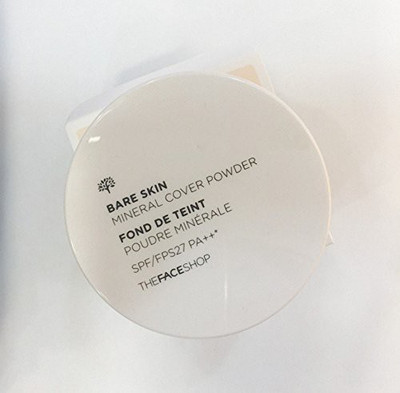 BARE SKIN
MINERAL COVER POWDER
FOND DE TEINT
POUDRE MINÉRALE
SPF/FPS27 PA++*
THEFACESHOP